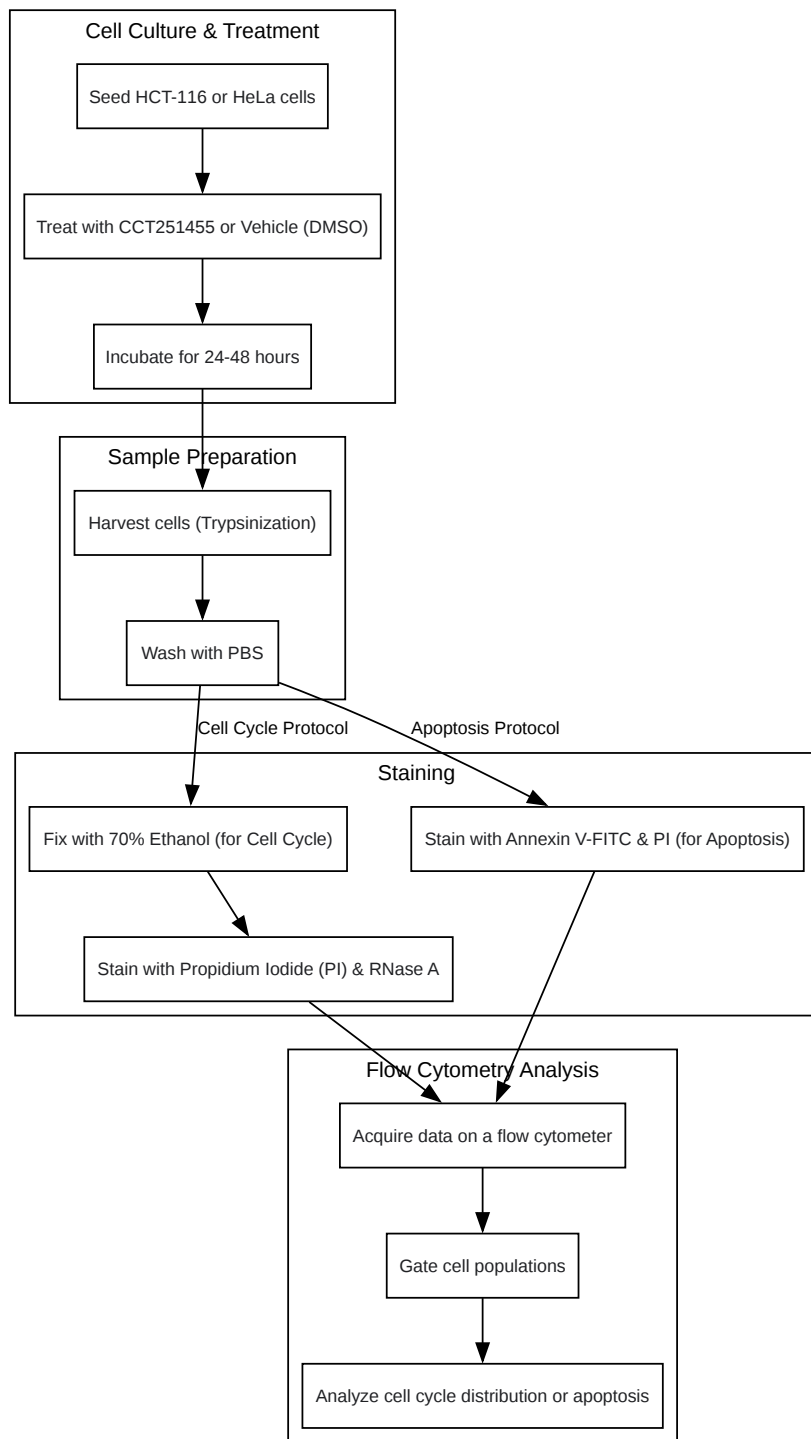 Cell Culture & Treatment
Seed HCT-116 or HeLa cells
Treat with CCT251455 or Vehicle (DMSO)
Incubate for 24-48 hours
Sample Preparation
Harvest cells (Trypsinization)
Wash with PBS
Cell Cycle Protocol
Apoptosis Protocol
Staining
Fix with 70% Ethanol (for Cell Cycle)
Stain with Annexin V-FITC & PI (for Apoptosis)
Stain with Propidium Iodide (PI) & RNase A
Flow Cytometry Analysis
Acquire data on a flow cytometer
Gate cell populations
Analyze cell cycle distribution or apoptosis